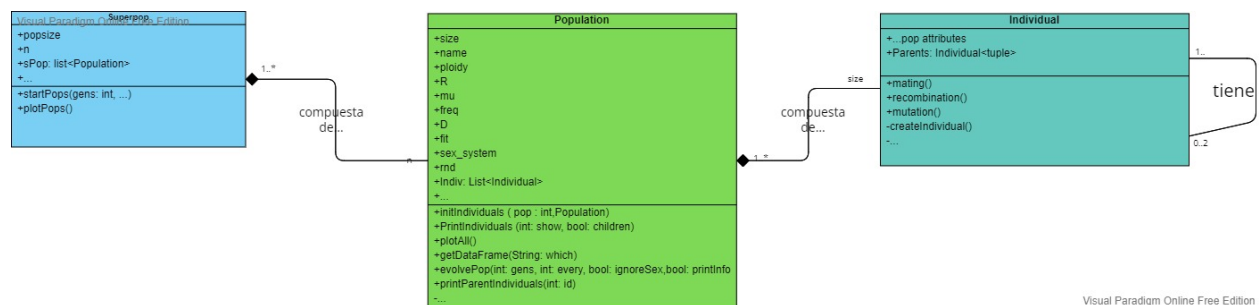 Visual Paradigm Online Free Edition
Superpop
+popsize
+n
+sPop: list<Population>
+...
+startPops(gens: int, ...)
+plotPops()
1..*
compuesta
de...
n
Population
+size
+name
+ploidy
+R
+mu
+freq
+D
+fit
+sex_system
+rnd
+Indiv: List<Individual>
+...
+initIndividuals ( pop : int,Population)
+PrintIndividuals (int: show, bool: children)
+plotAll()
+getDataFrame(String: which)
+evolvePop(int: gens, int: every, bool: ignoreSex,bool: printInfo
+printParentIndividuals(int: id)
-...
1..*
compuesta
de...
size
Individual
+...pop attributes
+Parents: Individual<tuple>
+mating()
+recombination()
+mutation()
-createIndividual()
-...
1..
tiene
0..2
Visual Paradigm Online Free Edition